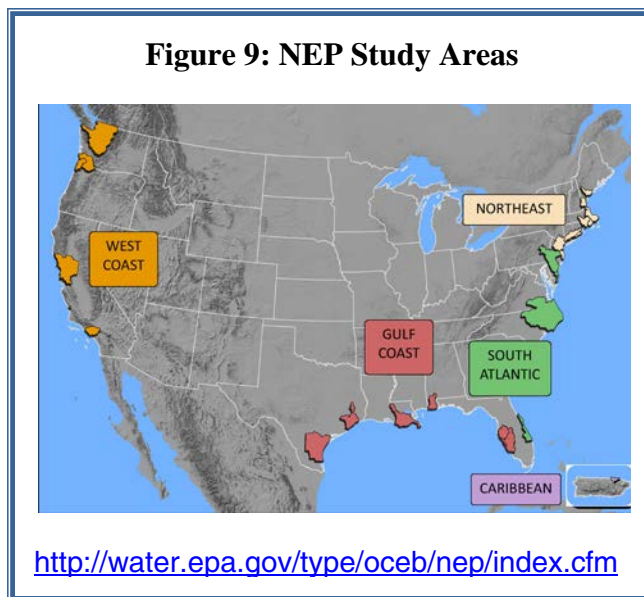 Figure 9: NEP Study Areas
NORTHEAST
WEST
COAST
GULF
COAST
SOUTH
ATLANTIC
CARIBBEAN
http://water.epa.gov/type/oceb/nep/index.cfm